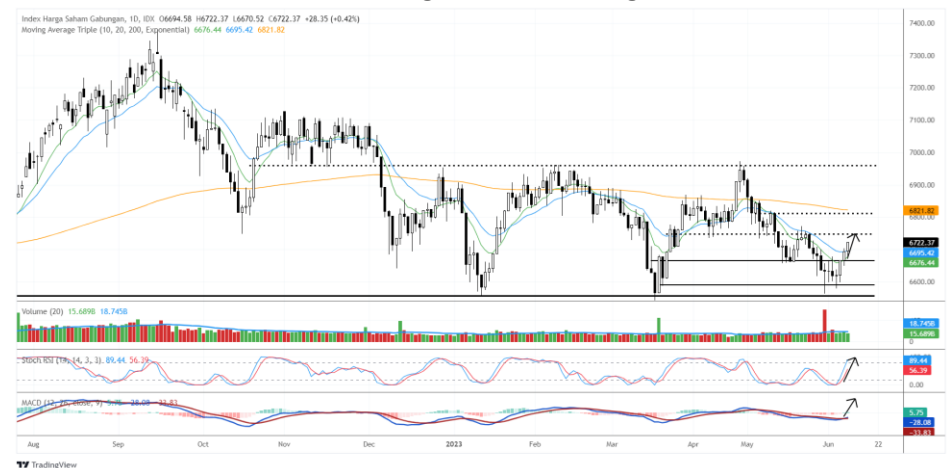 Index Harga Saham Gabungan, 1D, IDX O6694.58 H6722.37 L6670.52 C6722.37 +28.35 (+0.42%)
Moving Average Triple (10, 20, 200, Exponential) 6676.44 6695.42 6821.82
7400.00
7300.00
7200.00
7100.00
7000.00
6900.00
6821.82
6800.00
6722.37
6695.42
6676.44
6600.00
Volume (20) 15.689B 18.745B
18.745B
15.689B
0
Stoch RSI (14, 14, 3, 3) 89.44 56.39
89.44
56.39
0.00
MACD (12, 26, close, 9) 5.75 −28.08 −33.83
5.75
−28.08
−33.83
Aug Sep Oct Nov Dec 2023 Feb Mar Apr May Jun 22
TradingView